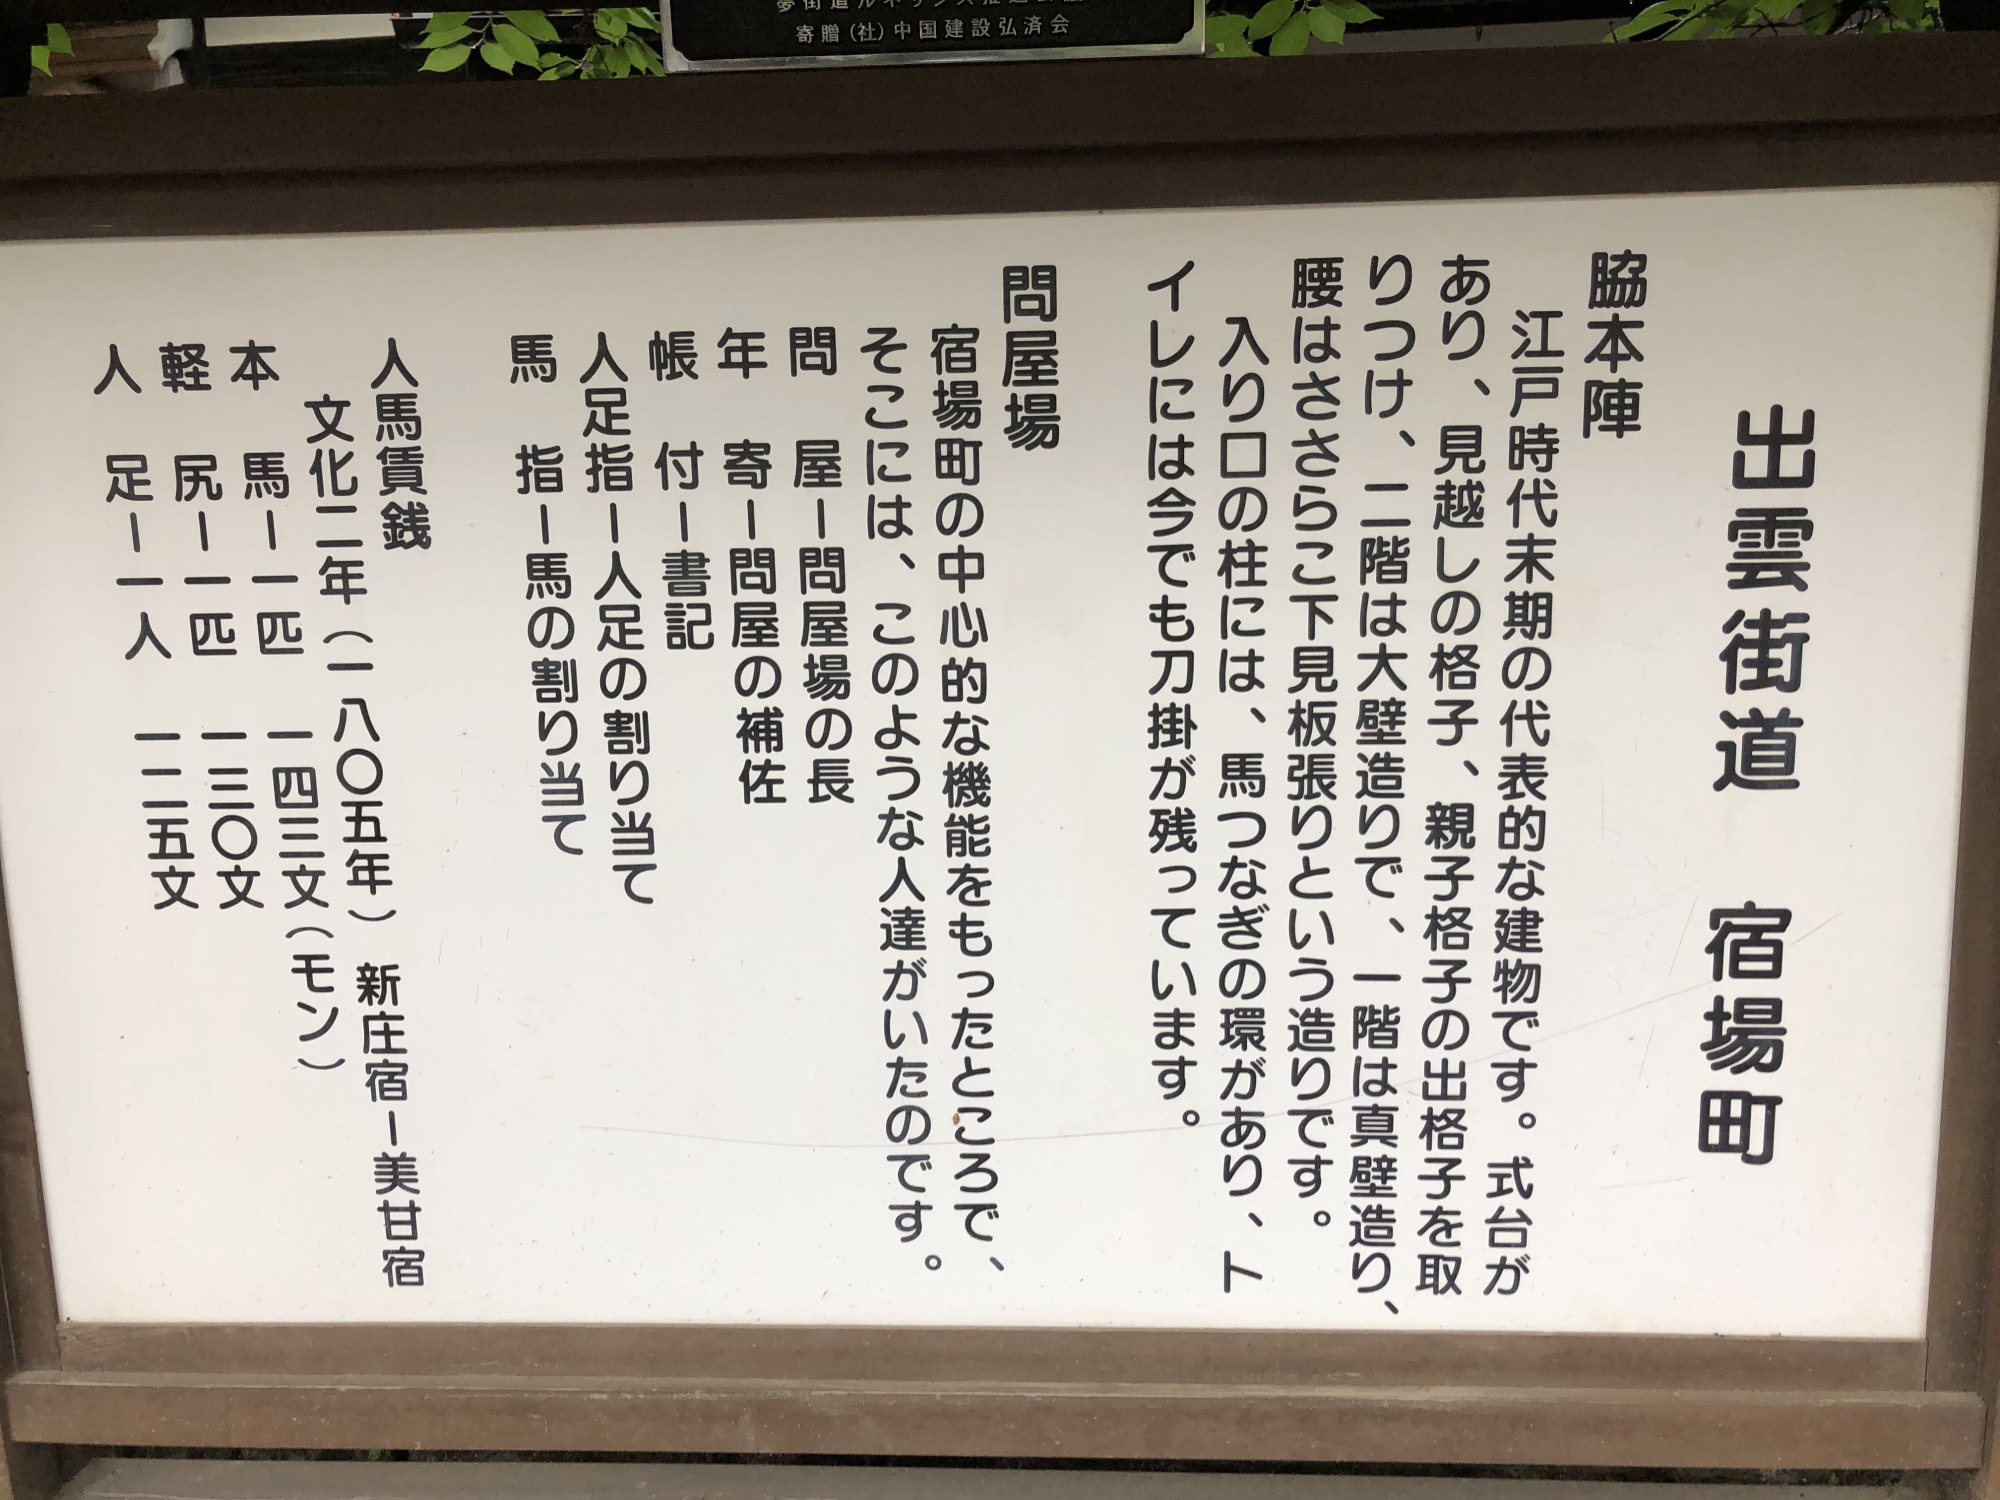 寄贈(社)中国建設弘済会
出雲街道 宿場町
脇本陣
江戸時代末期の代表的な建物です。式台が
あり、見越しの格子、親子格子の出格子を取
りつけ、二階は大壁造りで、一階は真壁造り、
腰はささらこ下見板張りという造りです。
入り口の柱には、馬つなぎの環があり、ト
イレには今でも刀掛が残っています。
問屋場
宿場町の中心的な機能をもったところで、
そこには、このような人達がいたのです。
問 屋ー問屋場の長
年 寄ー問屋の補佐
帳 付ー書記
人足指ー人足の割り当て
馬 指ー馬の割り当て
人馬賃銭
文化二年(一八〇五年) 新庄宿ー美甘宿
本 馬ー一匹 一四三文(モン)
軽 尻ー一匹 一三〇文
人 足ー一人 一二五文